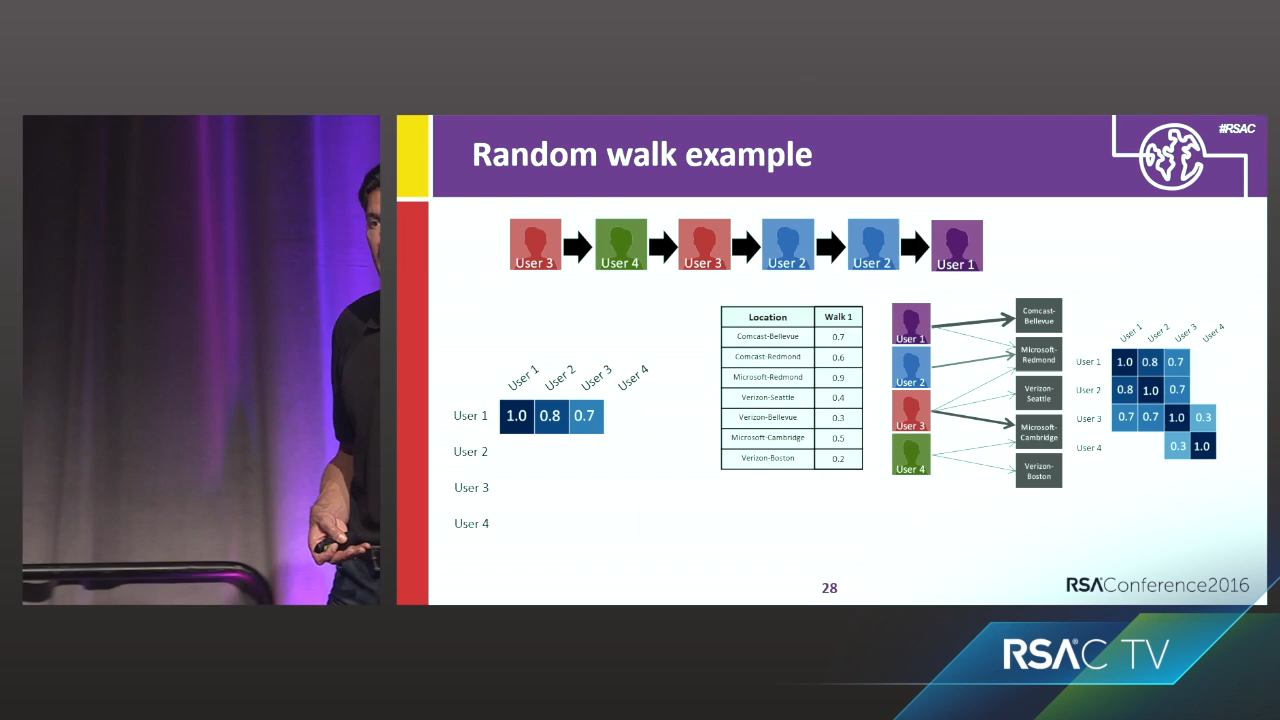 Random walk example
#RSAC
User 3
User 4
User 3
User 2
User 2
User 1
User 1
User 2
User 3
User 4
User 1
1.0
0.8
0.7
User 2
User 3
User 4
Location Walk 1
Comcast-Bellevue 0.7
Comcast-Redmond 0.6
Microsoft-Redmond 0.9
Verizon-Seattle 0.4
Verizon-Bellevue 0.3
Microsoft-Cambridge 0.5
Verizon-Boston 0.2
User 1
User 2
User 3
User 4
Comcast-
Bellevue
Microsoft-
Redmond
Verizon-
Seattle
Microsoft-
Cambridge
Verizon-
Boston
User 1
User 2
User 3
User 4
User 1 1.0 0.8 0.7
User 2 0.8 1.0 0.7
User 3 0.7 0.7 1.0 0.3
User 4 0.3 1.0
28
RSAConference2016
RSAC TV